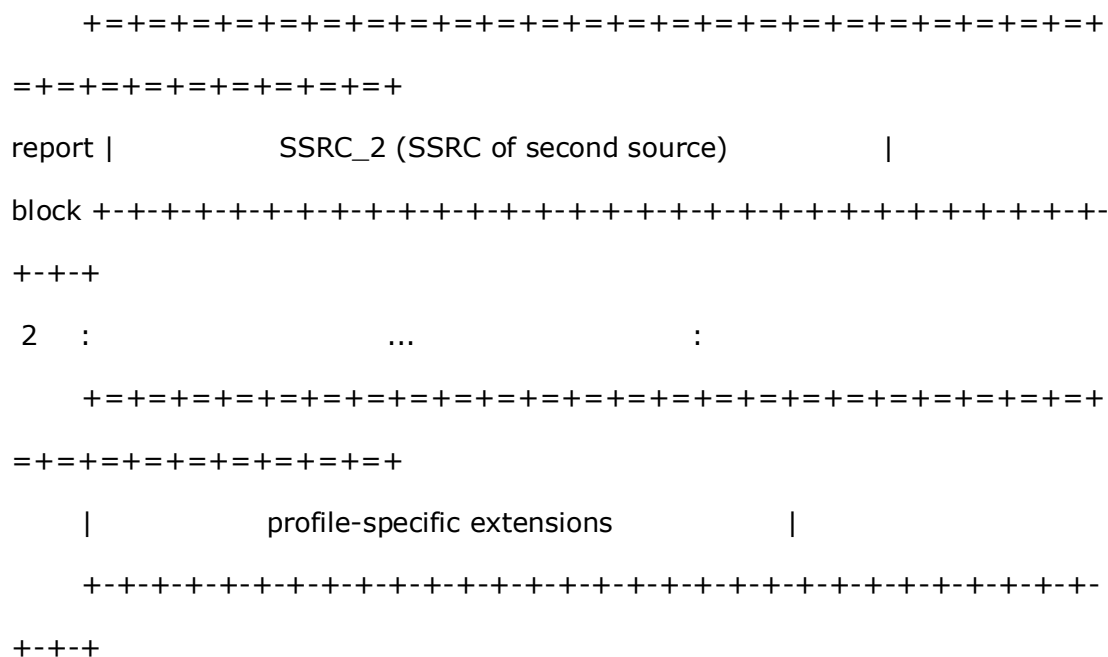 +=+=+=+=+=+=+=+=+=+=+=+=+=+=+=+=+=+=+=+=+=+=+=+
=+=+=+=+=+=+=+=+=+
report | SSRC_2 (SSRC of second source) |
block +-+-+-+-+-+-+-+-+-+-+-+-+-+-+-+-+-+-+-+-+-+-+-+-+-+-+-+-+-+-
+-+-+
2 : ... :
+=+=+=+=+=+=+=+=+=+=+=+=+=+=+=+=+=+=+=+=+=+=+=+
=+=+=+=+=+=+=+=+=+
| profile-specific extensions |
+-+-+-+-+-+-+-+-+-+-+-+-+-+-+-+-+-+-+-+-+-+-+-+-+-+-+-+-+-+-
+-+-+